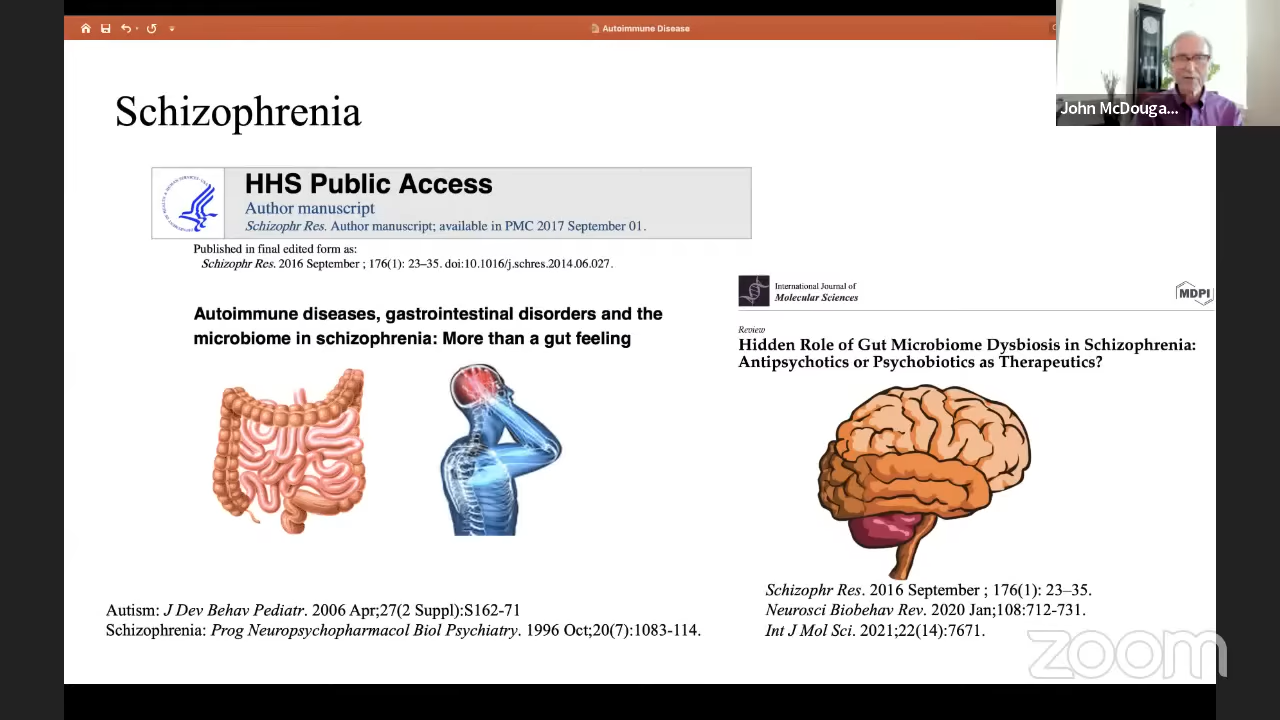 Autoimmune Disease
John McDouga...
Schizophrenia
HHS Public Access
Author manuscript
Schizophr Res. Author manuscript; available in PMC 2017 September 01.
Published in final edited form as:
Schizophr Res. 2016 September ; 176(1): 23–35. doi:10.1016/j.schres.2014.06.027.
Autoimmune diseases, gastrointestinal disorders and the
microbiome in schizophrenia: More than a gut feeling
International Journal of
Molecular Sciences
MDPI
Review
Hidden Role of Gut Microbiome Dysbiosis in Schizophrenia:
Antipsychotics or Psychobiotics as Therapeutics?
Autism: J Dev Behav Pediatr. 2006 Apr;27(2 Suppl):S162-71
Schizophrenia: Prog Neuropsychopharmacol Biol Psychiatry. 1996 Oct;20(7):1083-114.
Schizophr Res. 2016 September ; 176(1): 23–35.
Neurosci Biobehav Rev. 2020 Jan;108:712-731.
Int J Mol Sci. 2021;22(14):7671.
zoom